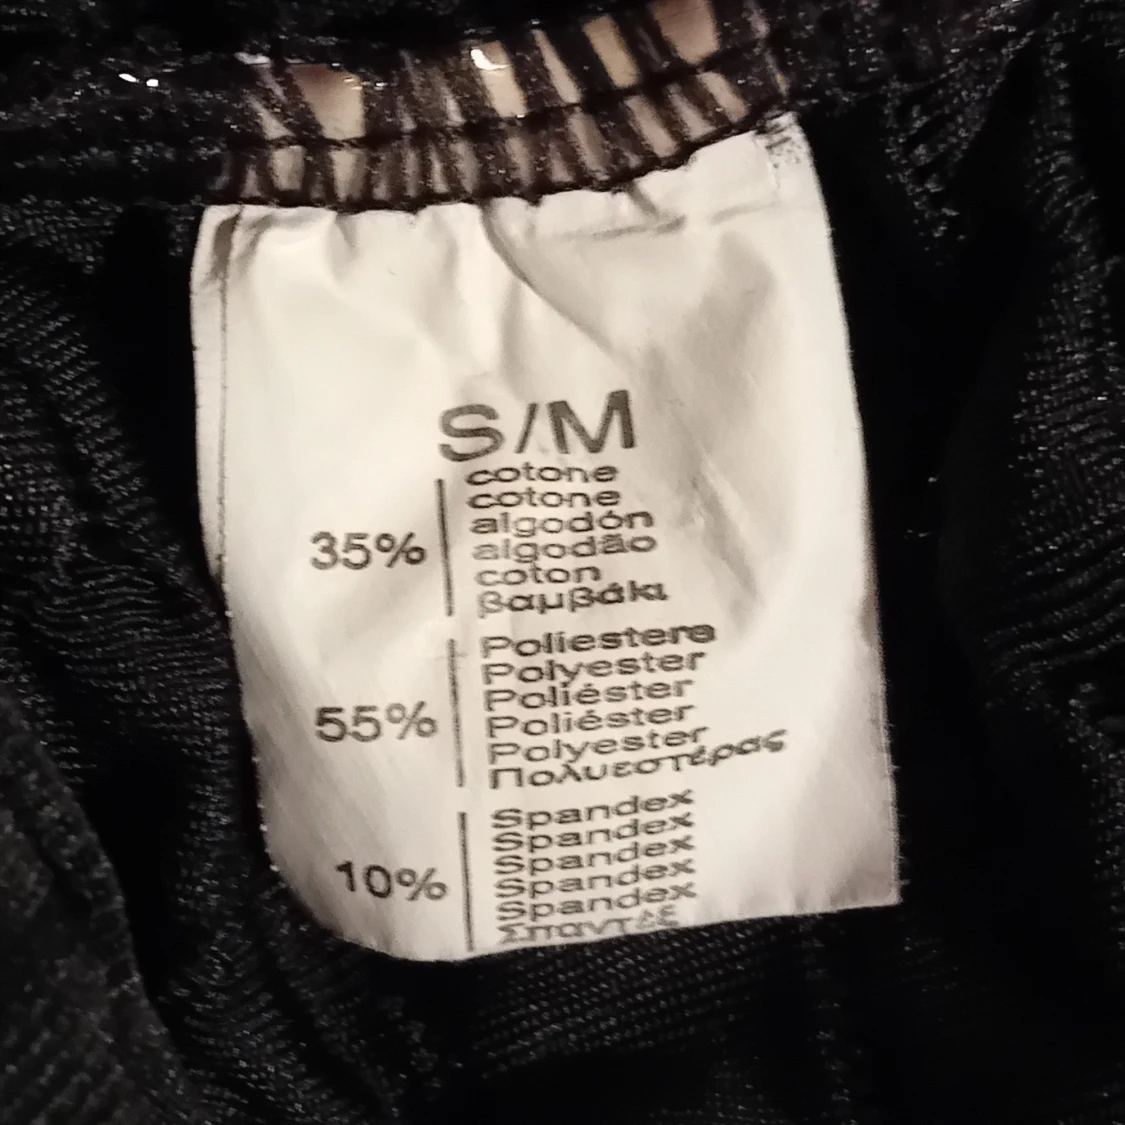 S/M
cotone
cotone
algodón
35% algodão
coton
βαμβάκι
Poliestere
Polyester
Poliéster
55% Poliéster
Polyester
Πολυεστέρας
Spandex
Spandex
Spandex
10% Spandex
Spandex
Σπαντέξ